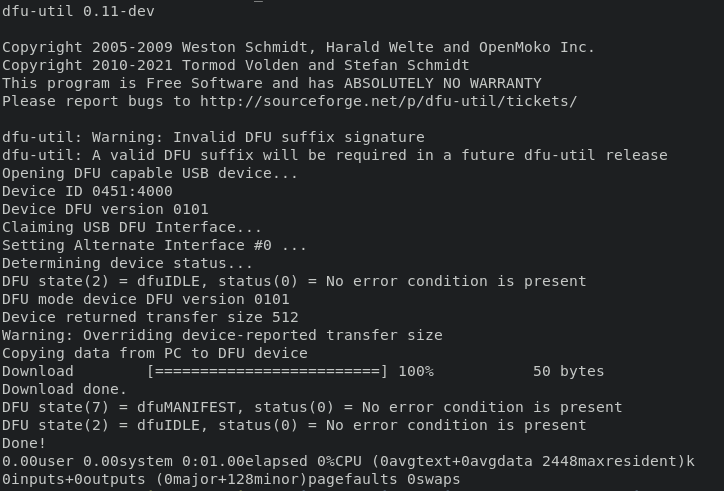 dfu-util 0.11-dev
Copyright 2005-2009 Weston Schmidt, Harald Welte and OpenMoko Inc.
Copyright 2010-2021 Tormod Volden and Stefan Schmidt
This program is Free Software and has ABSOLUTELY NO WARRANTY
Please report bugs to http://sourceforge.net/p/dfu-util/tickets/
dfu-util: Warning: Invalid DFU suffix signature
dfu-util: A valid DFU suffix will be required in a future dfu-util release
Opening DFU capable USB device...
Device ID 0451:4000
Device DFU version 0101
Claiming USB DFU Interface...
Setting Alternate Interface #0 ...
Determining device status...
DFU state(2) = dfuIDLE, status(0) = No error condition is present
DFU mode device DFU version 0101
Device returned transfer size 512
Warning: Overriding device-reported transfer size
Copying data from PC to DFU device
Download        [=========================] 100%           50 bytes
Download done.
DFU state(7) = dfuMANIFEST, status(0) = No error condition is present
DFU state(2) = dfuIDLE, status(0) = No error condition is present
Done!
0.00user 0.00system 0:01.00elapsed 0%CPU (0avgtext+0avgdata 2448maxresident)k
0inputs+0outputs (0major+128minor)pagefaults 0swaps